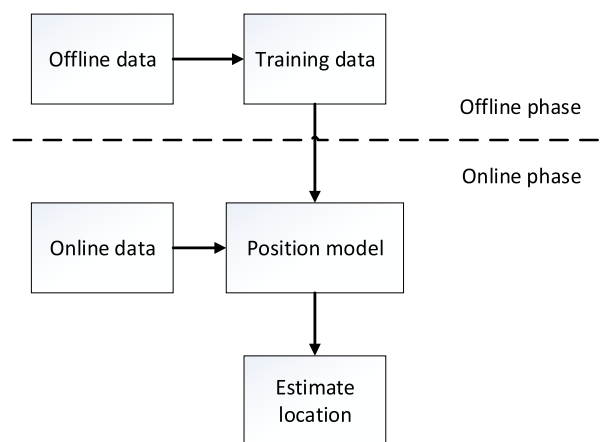 Offline data
Training data
Offline phase
Online phase
Online data
Position model
Estimate
location